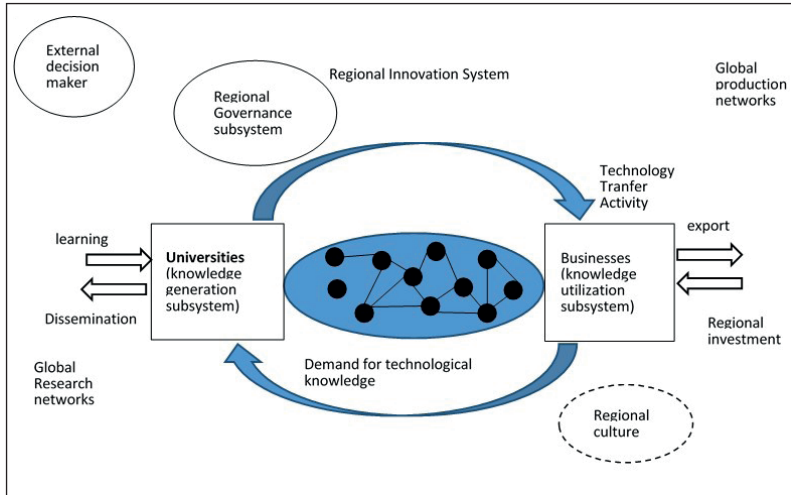 External
decision
maker
Regional Innovation System
Regional
Governance
subsystem
Global
production
networks
Technology
Tranfer
Activity
learning
Universities
(knowledge
generation
subsystem)
Businesses
(knowledge
utilization
subsystem)
export
Dissemination
Regional
investment
Global
Research
networks
Demand for technological
knowledge
Regional
culture